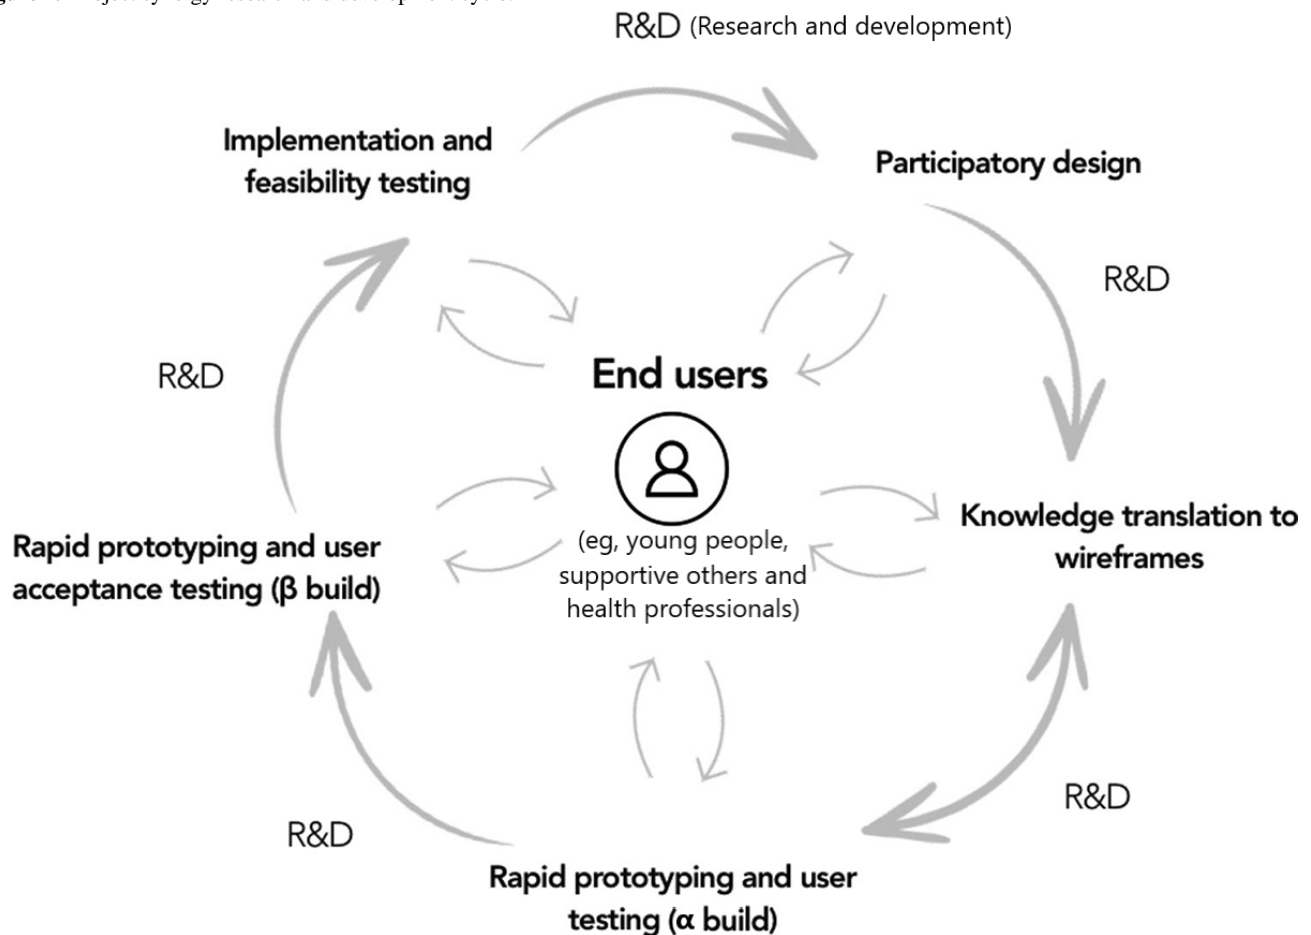 R&D (Research and development)
Implementation and
feasibility testing
Participatory design
R&D
R&D
End users
(eg, young people,
supportive others and
health professionals)
Knowledge translation to
wireframes
Rapid prototyping and user
acceptance testing (β build)
R&D
R&D
Rapid prototyping and user
testing (α build)